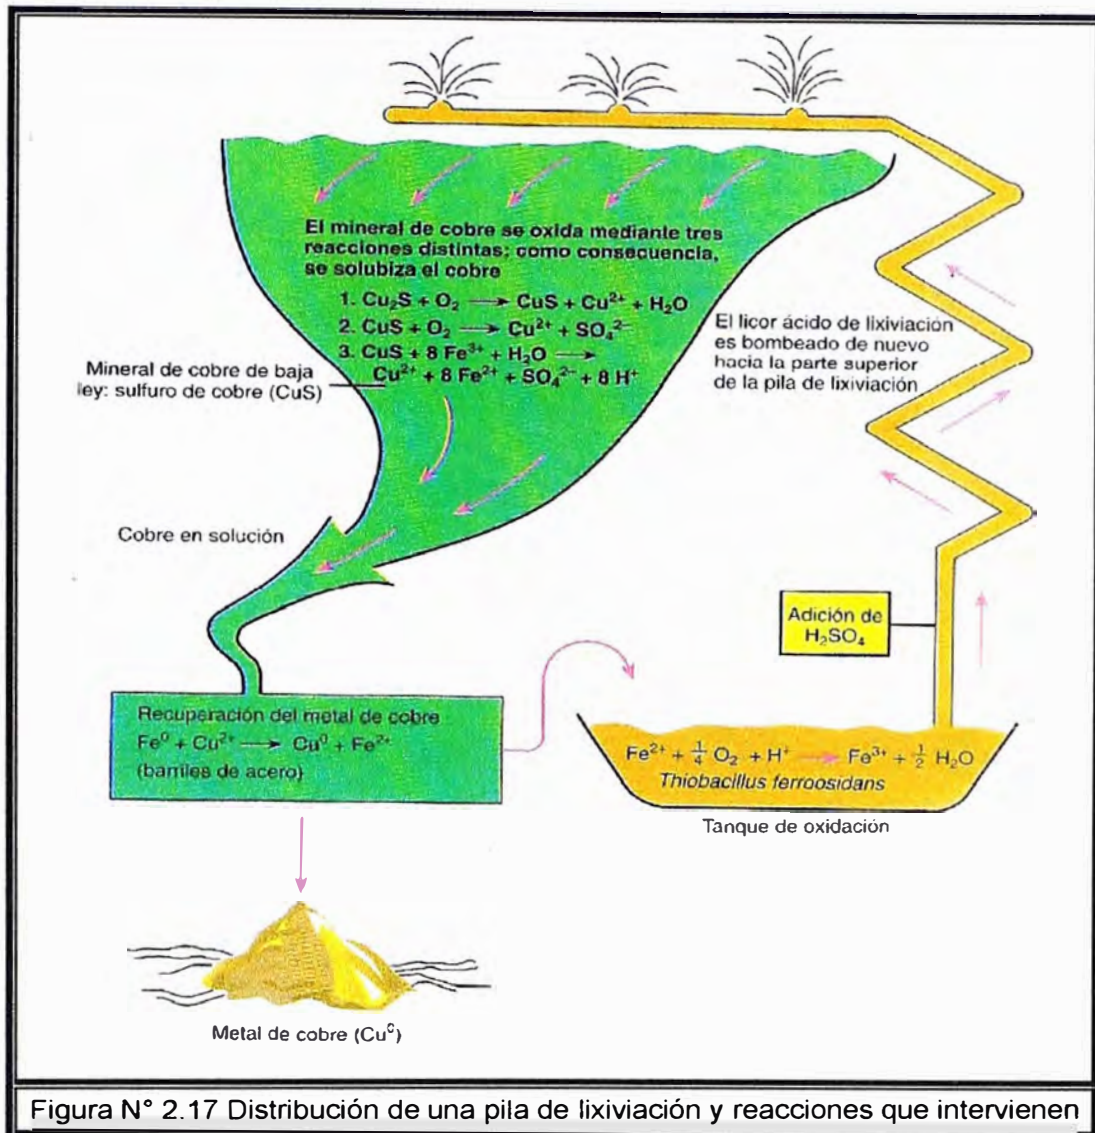 El mineral de cobre se oxida mediante tres
reacciones distintas; como consecuencia,
se solubiza el cobre
1. Cu₂S + O₂ → CuS + Cu²⁺ + H₂O
2. CuS + O₂ → Cu²⁺ + SO₄²⁻
3. CuS + 8 Fe³⁺ + H₂O →
Cu²⁺ + 8 Fe²⁺ + SO₄²⁻ + 8 H⁺
Mineral de cobre de baja
ley: sulfuro de cobre (CuS)
El licor ácido de lixiviación
es bombeado de nuevo
hacia la parte superior
de la pila de lixiviación
Cobre en solución
Adición de
H₂SO₄
Recuperación del metal de cobre
Fe⁰ + Cu²⁺ → Cu⁰ + Fe²⁺
(barriles de acero)
Fe²⁺ + ¼ O₂ + H⁺ → Fe³⁺ + ½ H₂O
Thiobacillus ferroosidans
Tanque de oxidación
Metal de cobre (Cu⁰)
Figura N° 2.17 Distribución de una pila de lixiviación y reacciones que intervienen